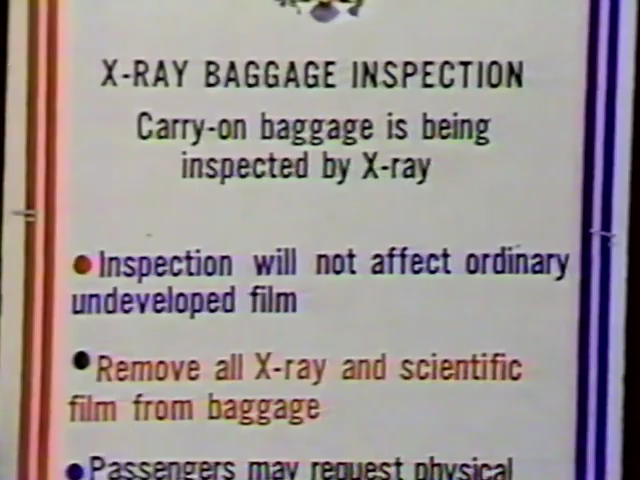 X-RAY BAGGAGE INSPECTION
Carry-on baggage is being
inspected by X-ray
●Inspection will not affect ordinary
undeveloped film
●Remove all X-ray and scientific
film from baggage
●Passengers may request physical